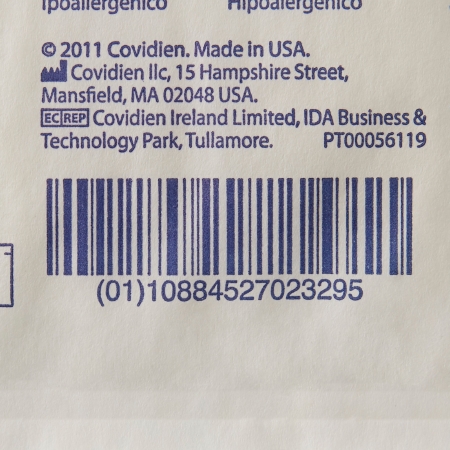 ipoallergenico Hipoalergénico
© 2011 Covidien. Made in USA.
Covidien llc, 15 Hampshire Street,
Mansfield, MA 02048 USA.
EC REP Covidien Ireland Limited, IDA Business &
Technology Park, Tullamore. PT00056119
(01)10884527023295